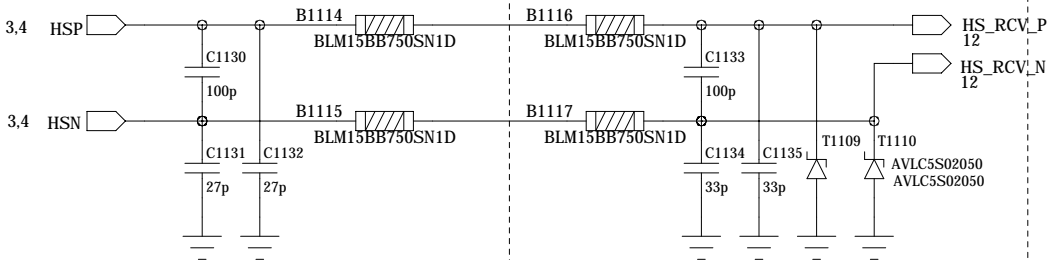 3,4 HSP
B1114
BLM15BB750SN1D
B1116
BLM15BB750SN1D
HS_RCV_P
12
HS_RCV_N
12
C1130
100p
C1133
100p
3,4 HSN
B1115
BLM15BB750SN1D
B1117
BLM15BB750SN1D
C1131
27p
C1132
27p
C1134
33p
C1135
33p
T1109
T1110
AVLC5S02050
AVLC5S02050